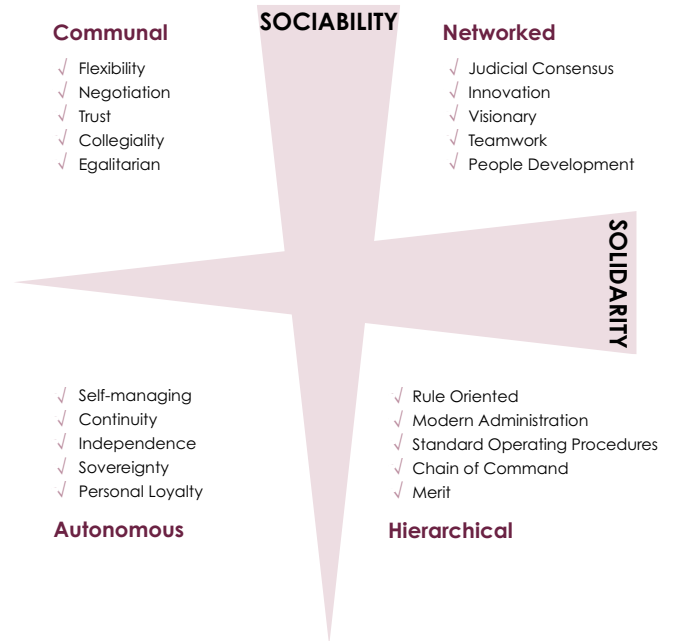 SOCIABILITY
Communal
√ Flexibility
√ Negotiation
√ Trust
√ Collegiality
√ Egalitarian
Networked
√ Judicial Consensus
√ Innovation
√ Visionary
√ Teamwork
√ People Development
SOLIDARITY
√ Self-managing
√ Continuity
√ Independence
√ Sovereignty
√ Personal Loyalty
Autonomous
√ Rule Oriented
√ Modern Administration
√ Standard Operating Procedures
√ Chain of Command
√ Merit
Hierarchical